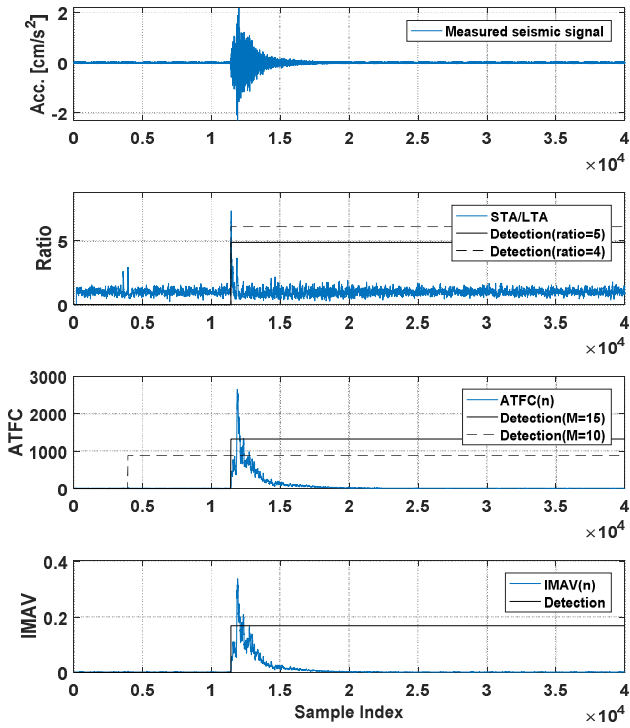 Acc. [cm/s²]
2
0
-2
Measured seismic signal
0 0.5 1 1.5 2 2.5 3 3.5 4
×10⁴
Ratio
5
0
STA/LTA
Detection(ratio=5)
Detection(ratio=4)
0 0.5 1 1.5 2 2.5 3 3.5 4
×10⁴
ATFC
3000
2000
1000
0
ATFC(n)
Detection(M=15)
Detection(M=10)
0 0.5 1 1.5 2 2.5 3 3.5 4
×10⁴
IMAV
0.4
0.2
0
IMAV(n)
Detection
0 0.5 1 1.5 2 2.5 3 3.5 4
Sample Index
×10⁴